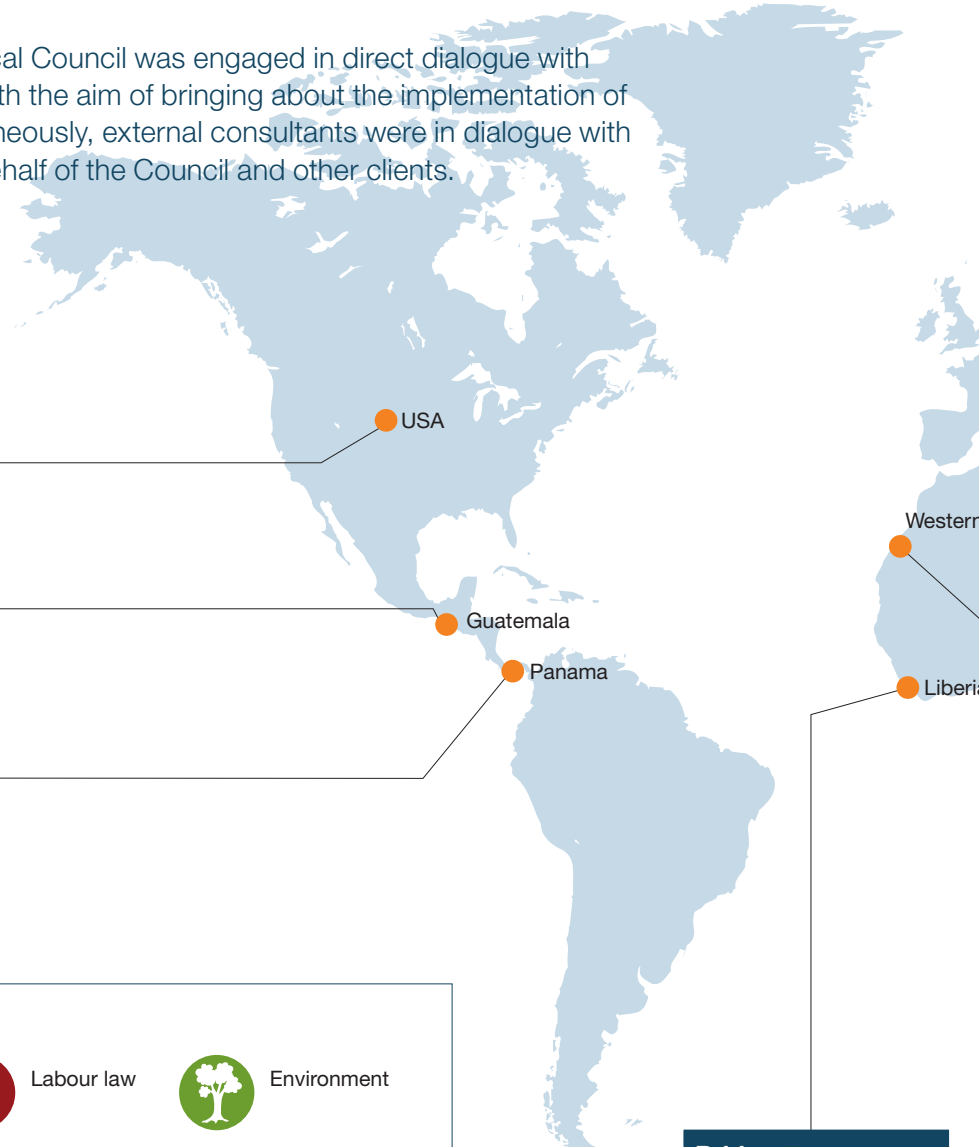 cal Council was engaged in direct dialogue with
th the aim of bringing about the implementation of
neously, external consultants were in dialogue with
ehalf of the Council and other clients.
USA
Western
Guatemala
Panama
Liberia
Labour law
Environment